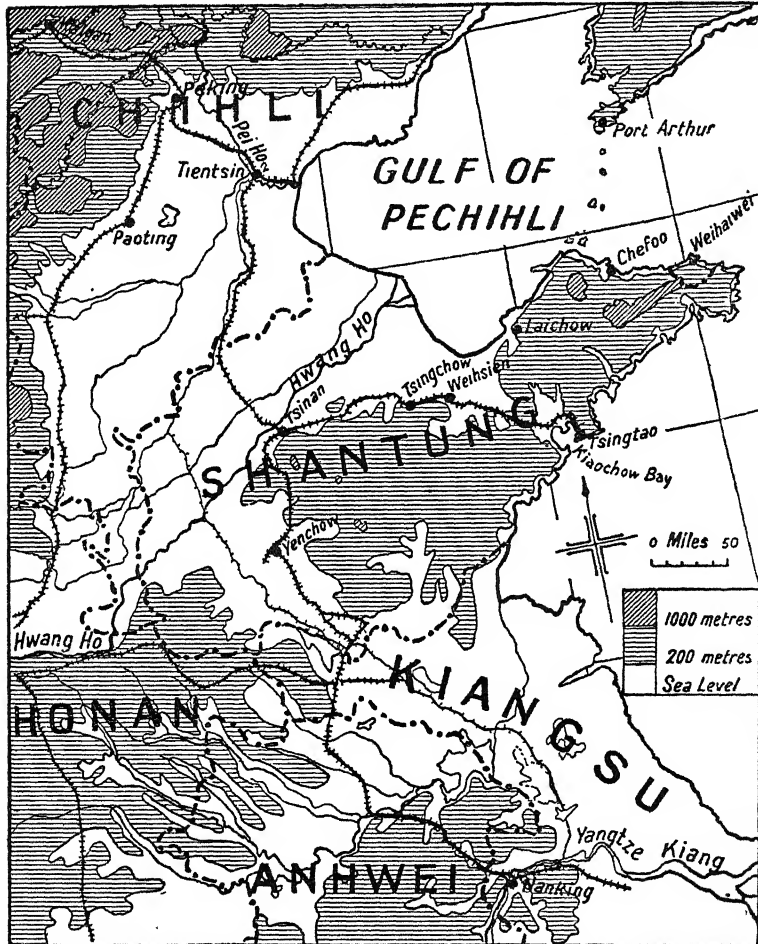 Peking
CHIHLI
Pei Ho
Tientsin
Paoting
GULF OF
PECHIHLI
Port Arthur
Chefoo
Weihaiwei
Laichow
Hwang Ho
Tsingchow
Weihsien
Tsinan
SHANTUNG
Tsingtao
Kiaochow Bay
Yenchow
0 Miles 50
1000 metres
200 metres
Sea Level
Hwang Ho
HONAN
KIANGSU
ANHWEI
Yangtze Kiang
Nanking